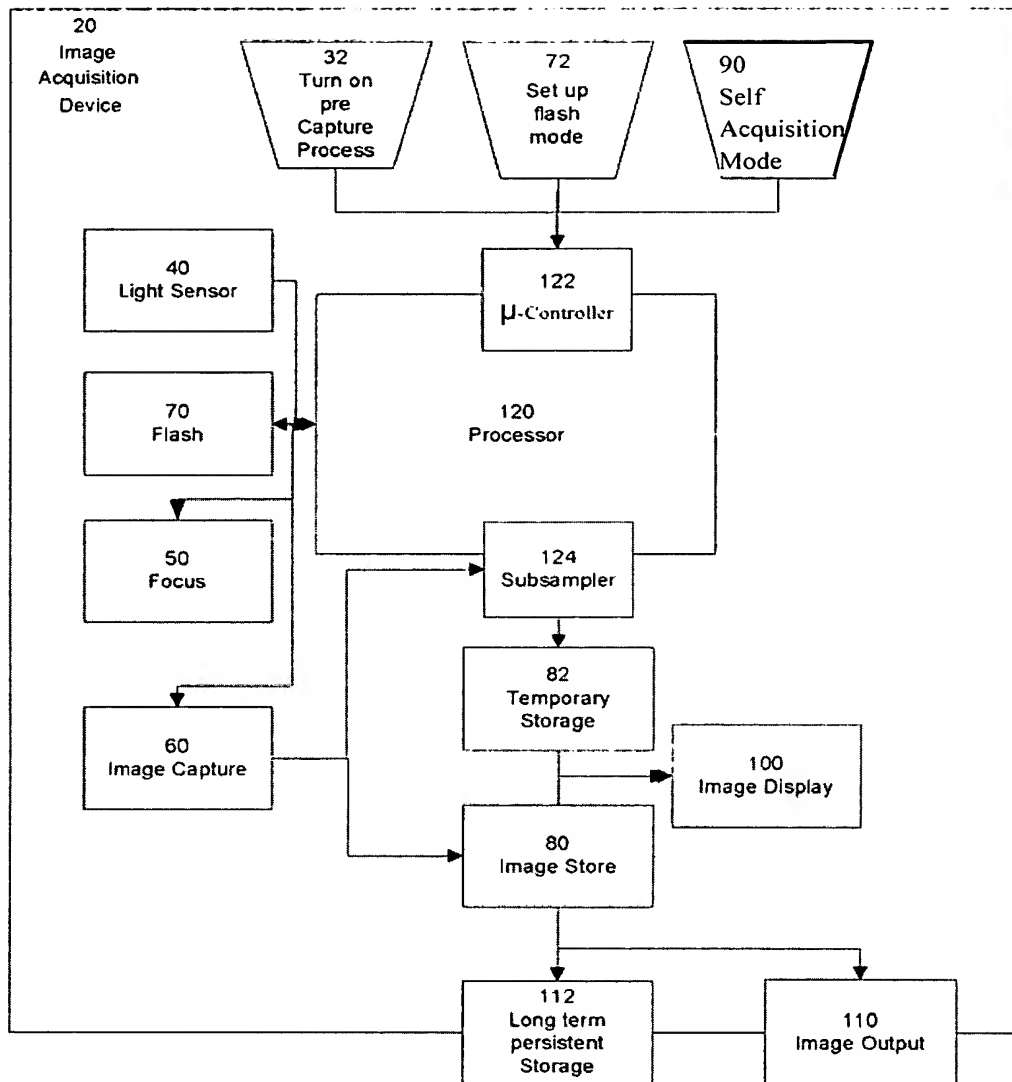 20
Image
Acquisition
Device
32
Turn on
pre
Capture
Process
72
Set up
flash
mode
90
Self
Acquisition
Mode
40
Light Sensor
122
µ-Controller
70
Flash
120
Processor
50
Focus
124
Subsampler
82
Temporary
Storage
60
Image Capture
100
Image Display
80
Image Store
112
Long term
persistent
Storage
110
Image Output